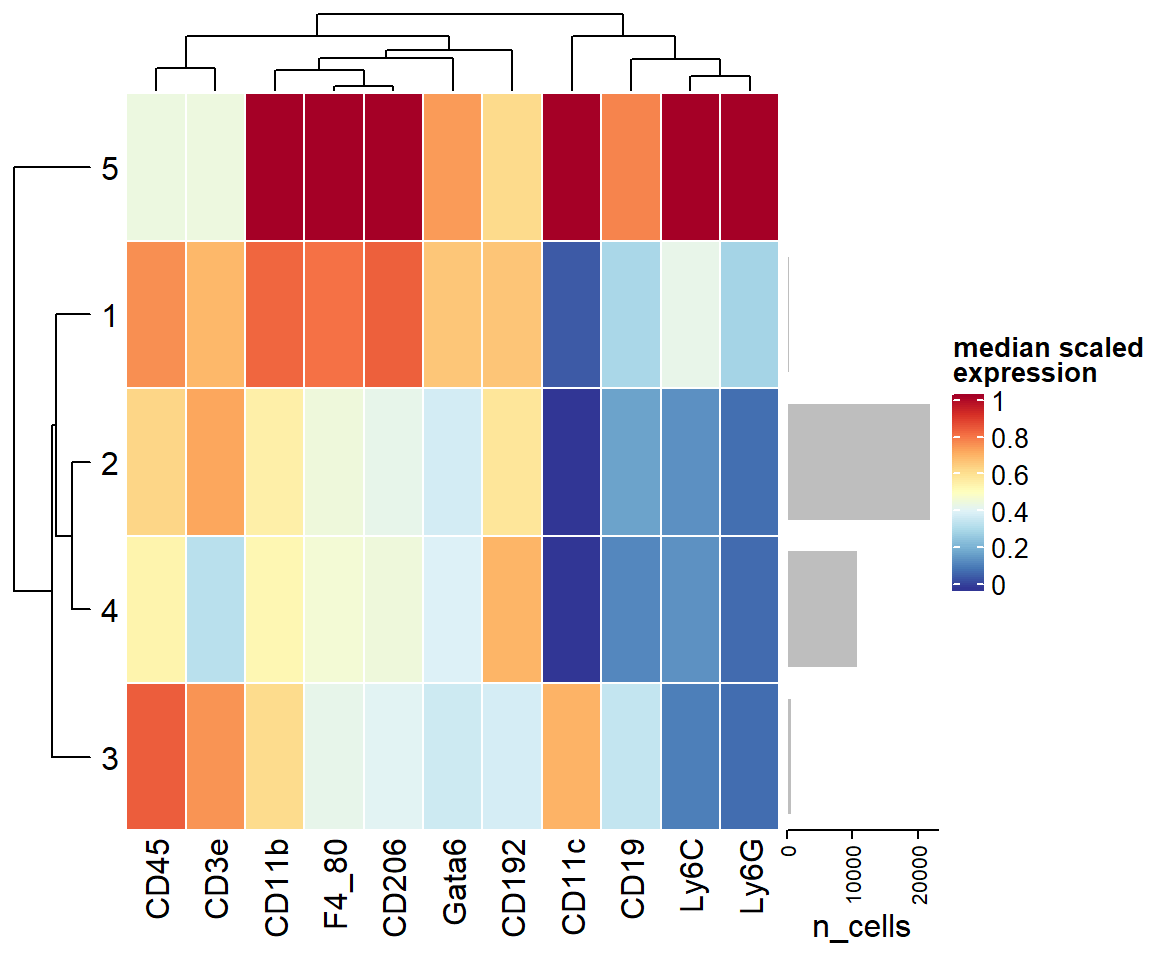 5
1
2
4
3
CD45
CD3e
CD11b
F4_80
CD206
Gata6
CD192
CD11c
CD19
Ly6C
Ly6G
0
10000
20000
n_cells
median scaled
expression
1
0.8
0.6
0.4
0.2
0